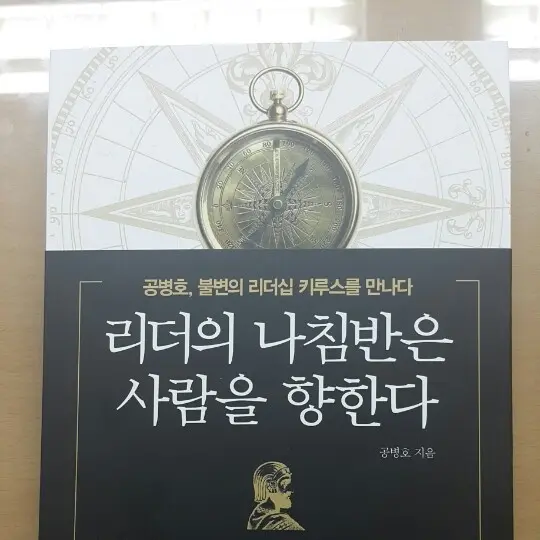 공병호, 불변의 리더십 키루스를 만나다
리더의 나침반은
사람을 향한다
공병호 지음